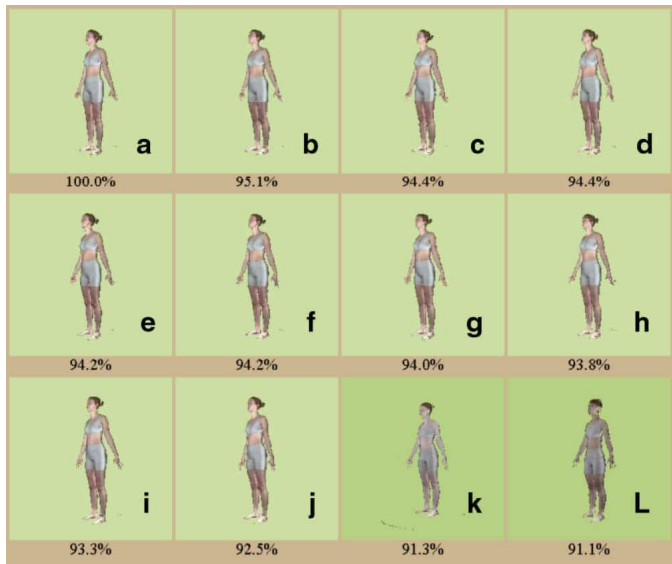 a b c d
100.0% 95.1% 94.4% 94.4%
e f g h
94.2% 94.2% 94.0% 93.8%
i j k L
93.3% 92.5% 91.3% 91.1%